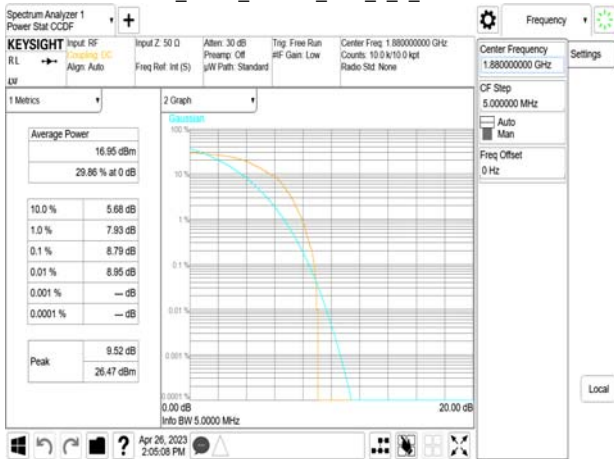 Spectrum Analyzer 1
Power Stat CCDF
Frequency
KEYSIGHT
RL
Input: RF
Coupling: DC
Align: Auto
Input Z: 50 Ω
Freq Ref: Int (S)
Atten: 30 dB
Preamp: Off
µW Path: Standard
Trig: Free Run
#IF Gain: Low
Center Freq: 1.880000000 GHz
Counts: 10.0 k/10.0 kpt
Radio Std: None
Center Frequency
1.880000000 GHz
Settings
CF Step
5.000000 MHz
Auto
Man
Freq Offset
0 Hz
1 Metrics
Average Power
16.95 dBm
29.86 % at 0 dB
10.0 % 5.68 dB
1.0 % 7.93 dB
0.1 % 8.79 dB
0.01 % 8.95 dB
0.001 % --- dB
0.0001 % --- dB
Peak 9.52 dB
26.47 dBm
2 Graph
Gaussian
100 %
10 %
1 %
0.1 %
0.01 %
0.001 %
0.0001 %
0.00 dB 20.00 dB
Info BW 5.0000 MHz
Local
Apr 26, 2023
2:05:08 PM